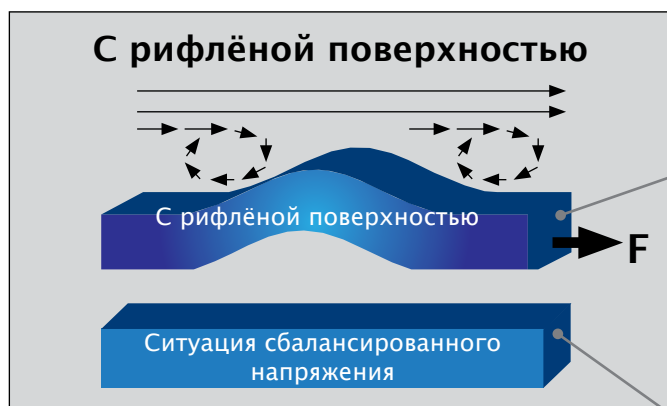 С рифлёной поверхностью
С рифлёной поверхностью
F
Ситуация сбалансированного
напряжения